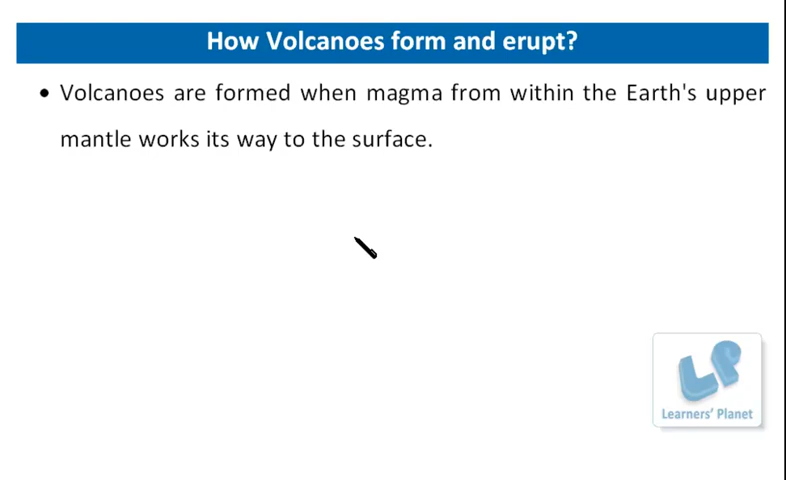 How Volcanoes form and erupt?
• Volcanoes are formed when magma from within the Earth's upper
mantle works its way to the surface.
LP
Learners' Planet